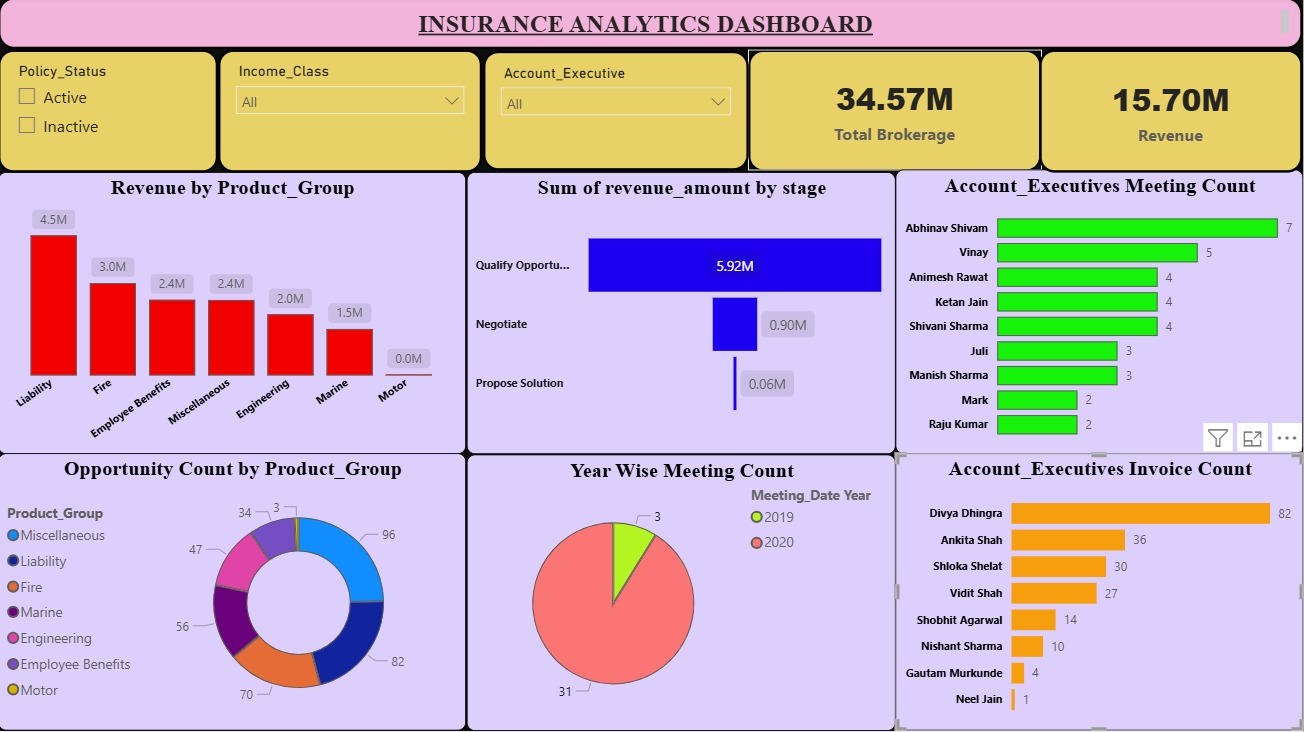 INSURANCE ANALYTICS DASHBOARD
Policy_Status
Active
Inactive
Income_Class
All
Account_Executive
All
34.57M
Total Brokerage
15.70M
Revenue
Revenue by Product_Group
4.5M
3.0M
2.4M
2.4M
2.0M
1.5M
0.0M
Liability
Fire
Employee Benefits
Miscellaneous
Engineering
Marine
Motor
Sum of revenue_amount by stage
Qualify Opportu...
5.92M
Negotiate
0.90M
Propose Solution
0.06M
Account_Executives Meeting Count
Abhinav Shivam 7
Vinay 5
Animesh Rawat 4
Ketan Jain 4
Shivani Sharma 4
Juli 3
Manish Sharma 3
Mark 2
Raju Kumar 2
Opportunity Count by Product_Group
Product_Group
Miscellaneous
Liability
Fire
Marine
Engineering
Employee Benefits
Motor
96
82
70
56
47
34
3
Year Wise Meeting Count
Meeting_Date Year
2019
2020
3
31
Account_Executives Invoice Count
Divya Dhingra 82
Ankita Shah 36
Shloka Shelat 30
Vidit Shah 27
Shobhit Agarwal 14
Nishant Sharma 10
Gautam Murkunde 4
Neel Jain 1